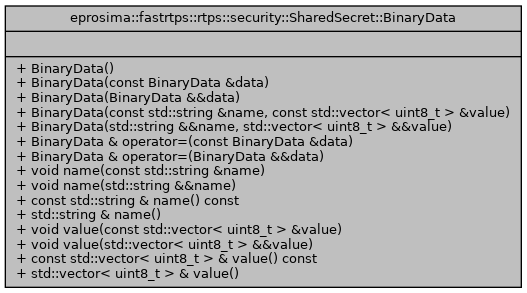 eprosima::fastrtps::rtps::security::SharedSecret::BinaryData
+ BinaryData()
+ BinaryData(const BinaryData &data)
+ BinaryData(BinaryData &&data)
+ BinaryData(const std::string &name, const std::vector< uint8_t > &value)
+ BinaryData(std::string &&name, std::vector< uint8_t > &&value)
+ BinaryData & operator=(const BinaryData &data)
+ BinaryData & operator=(BinaryData &&data)
+ void name(const std::string &name)
+ void name(std::string &&name)
+ const std::string & name() const
+ std::string & name()
+ void value(const std::vector< uint8_t > &value)
+ void value(std::vector< uint8_t > &&value)
+ const std::vector< uint8_t > & value() const
+ std::vector< uint8_t > & value()